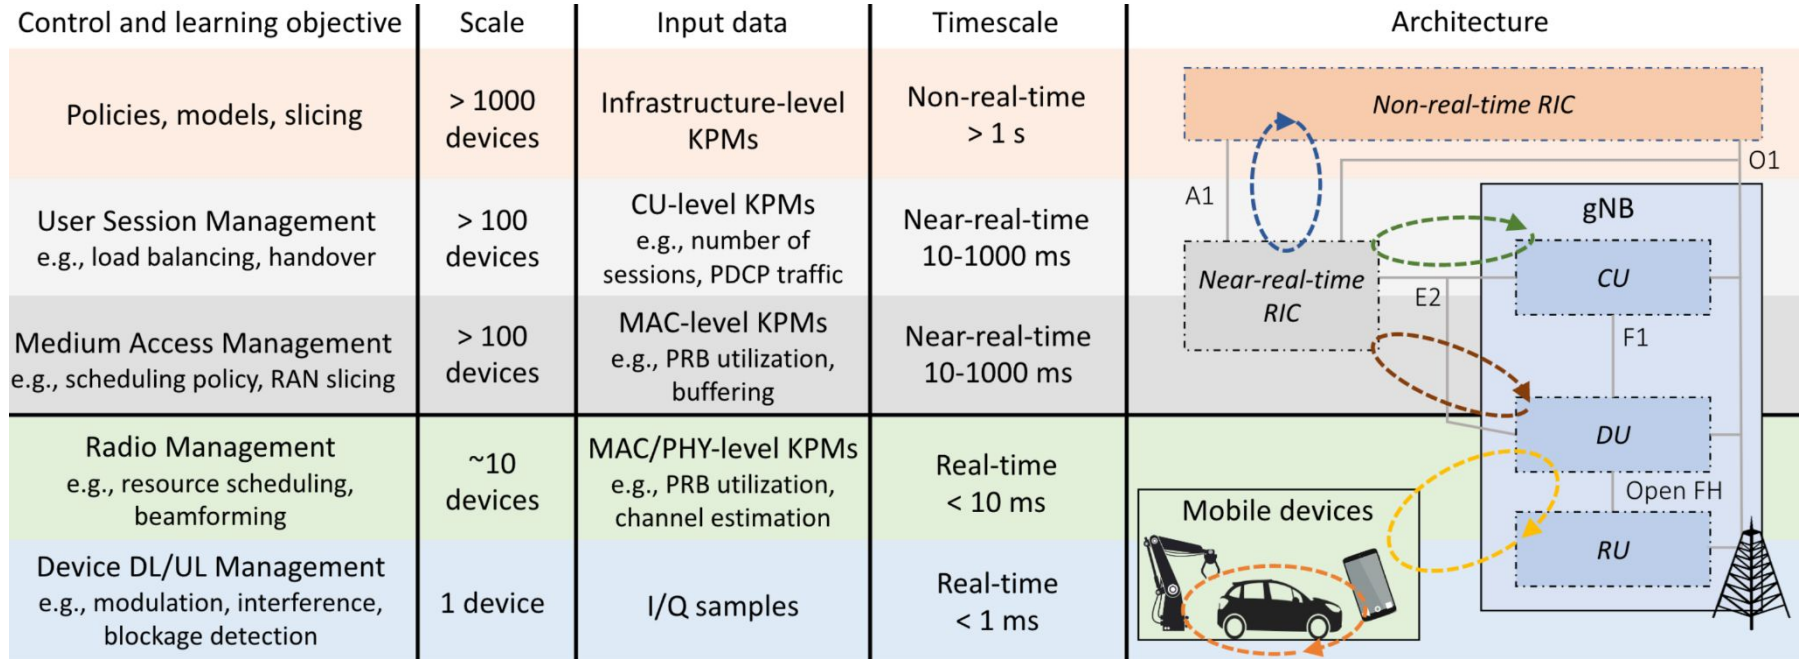 Control and learning objective
Scale
Input data
Timescale
Architecture
Policies, models, slicing
> 1000
devices
Infrastructure-level
KPMs
Non-real-time
> 1 s
User Session Management
e.g., load balancing, handover
> 100
devices
CU-level KPMs
e.g., number of
sessions, PDCP traffic
Near-real-time
10-1000 ms
Medium Access Management
e.g., scheduling policy, RAN slicing
> 100
devices
MAC-level KPMs
e.g., PRB utilization,
buffering
Near-real-time
10-1000 ms
Radio Management
e.g., resource scheduling,
beamforming
~10
devices
MAC/PHY-level KPMs
e.g., PRB utilization,
channel estimation
Real-time
< 10 ms
Device DL/UL Management
e.g., modulation, interference,
blockage detection
1 device
I/Q samples
Real-time
< 1 ms
Non-real-time RIC
O1
A1
gNB
Near-real-time
RIC
CU
E2
F1
DU
Open FH
Mobile devices
RU